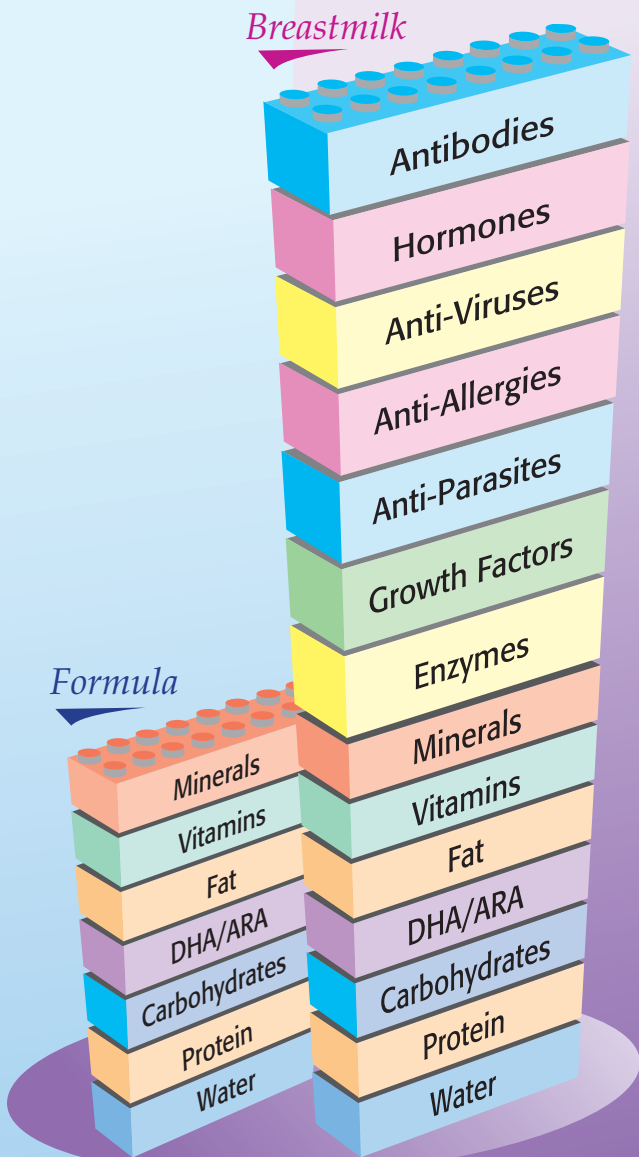 Breastmilk
Antibodies
Hormones
Anti-Viruses
Anti-Allergies
Anti-Parasites
Growth Factors
Enzymes
Minerals
Vitamins
Fat
DHA/ARA
Carbohydrates
Protein
Water
Formula
Minerals
Vitamins
Fat
DHA/ARA
Carbohydrates
Protein
Water